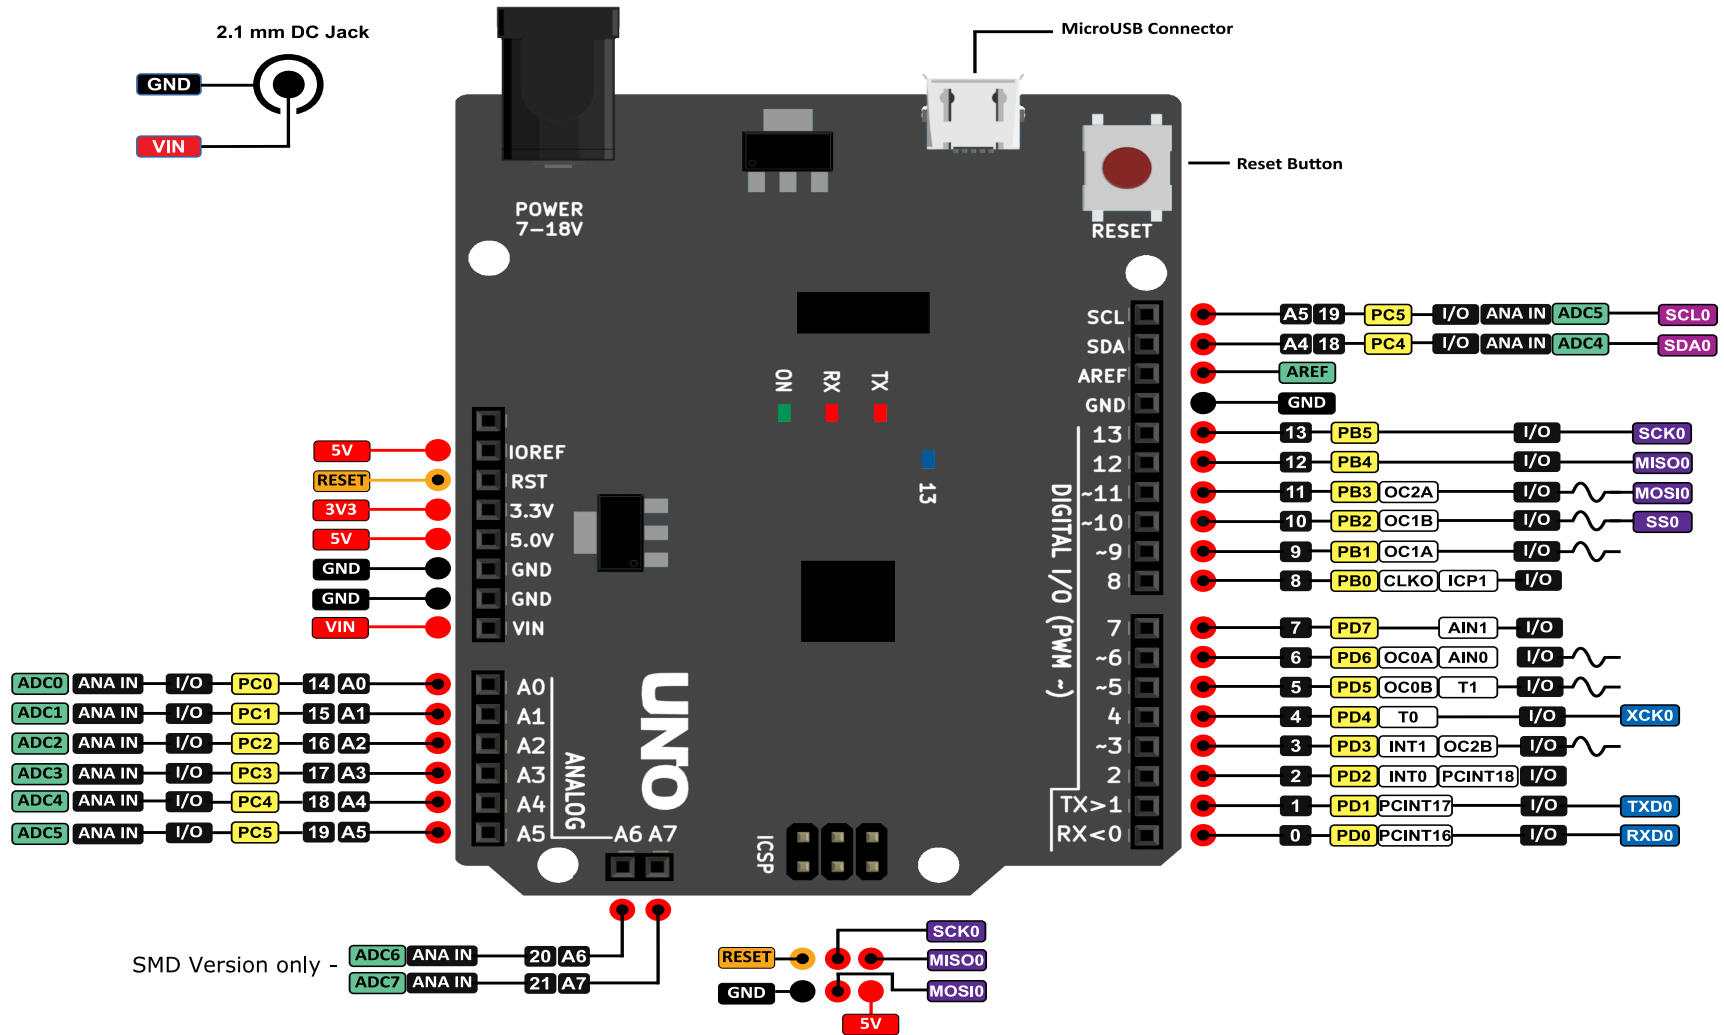 2.1 mm DC Jack
GND
VIN
MicroUSB Connector
Reset Button
POWER
7-18V
RESET
ON
RX
TX
13
SCL A5 19 PC5 I/O ANA IN ADC5 SCL0
SDA A4 18 PC4 I/O ANA IN ADC4 SDA0
AREF AREF
GND GND
13 13 PB5 I/O SCK0
12 12 PB4 I/O MISO0
~11 11 PB3 OC2A I/O MOSI0
~10 10 PB2 OC1B I/O SS0
~9 9 PB1 OC1A I/O
8 8 PB0 CLKO ICP1 I/O
7 7 PD7 AIN1 I/O
~6 6 PD6 OC0A AIN0 I/O
~5 5 PD5 OC0B T1 I/O
4 4 PD4 T0 I/O XCK0
~3 3 PD3 INT1 OC2B I/O
2 2 PD2 INT0 PCINT18 I/O
TX>1 1 PD1 PCINT17 I/O TXD0
RX<0 0 PD0 PCINT16 I/O RXD0
DIGITAL I/O (PWM ~)
5V IOREF
RESET RST
3V3 3.3V
5V 5.0V
GND GND
GND GND
VIN VIN
ADC0 ANA IN I/O PC0 14 A0 A0
ADC1 ANA IN I/O PC1 15 A1 A1
ADC2 ANA IN I/O PC2 16 A2 A2
ADC3 ANA IN I/O PC3 17 A3 A3
ADC4 ANA IN I/O PC4 18 A4 A4
ADC5 ANA IN I/O PC5 19 A5 A5
ANALOG
UNO
A6 A7
ICSP
SMD Version only -
ADC6 ANA IN 20 A6
ADC7 ANA IN 21 A7
SCK0
RESET MISO0
GND MOSI0
5V